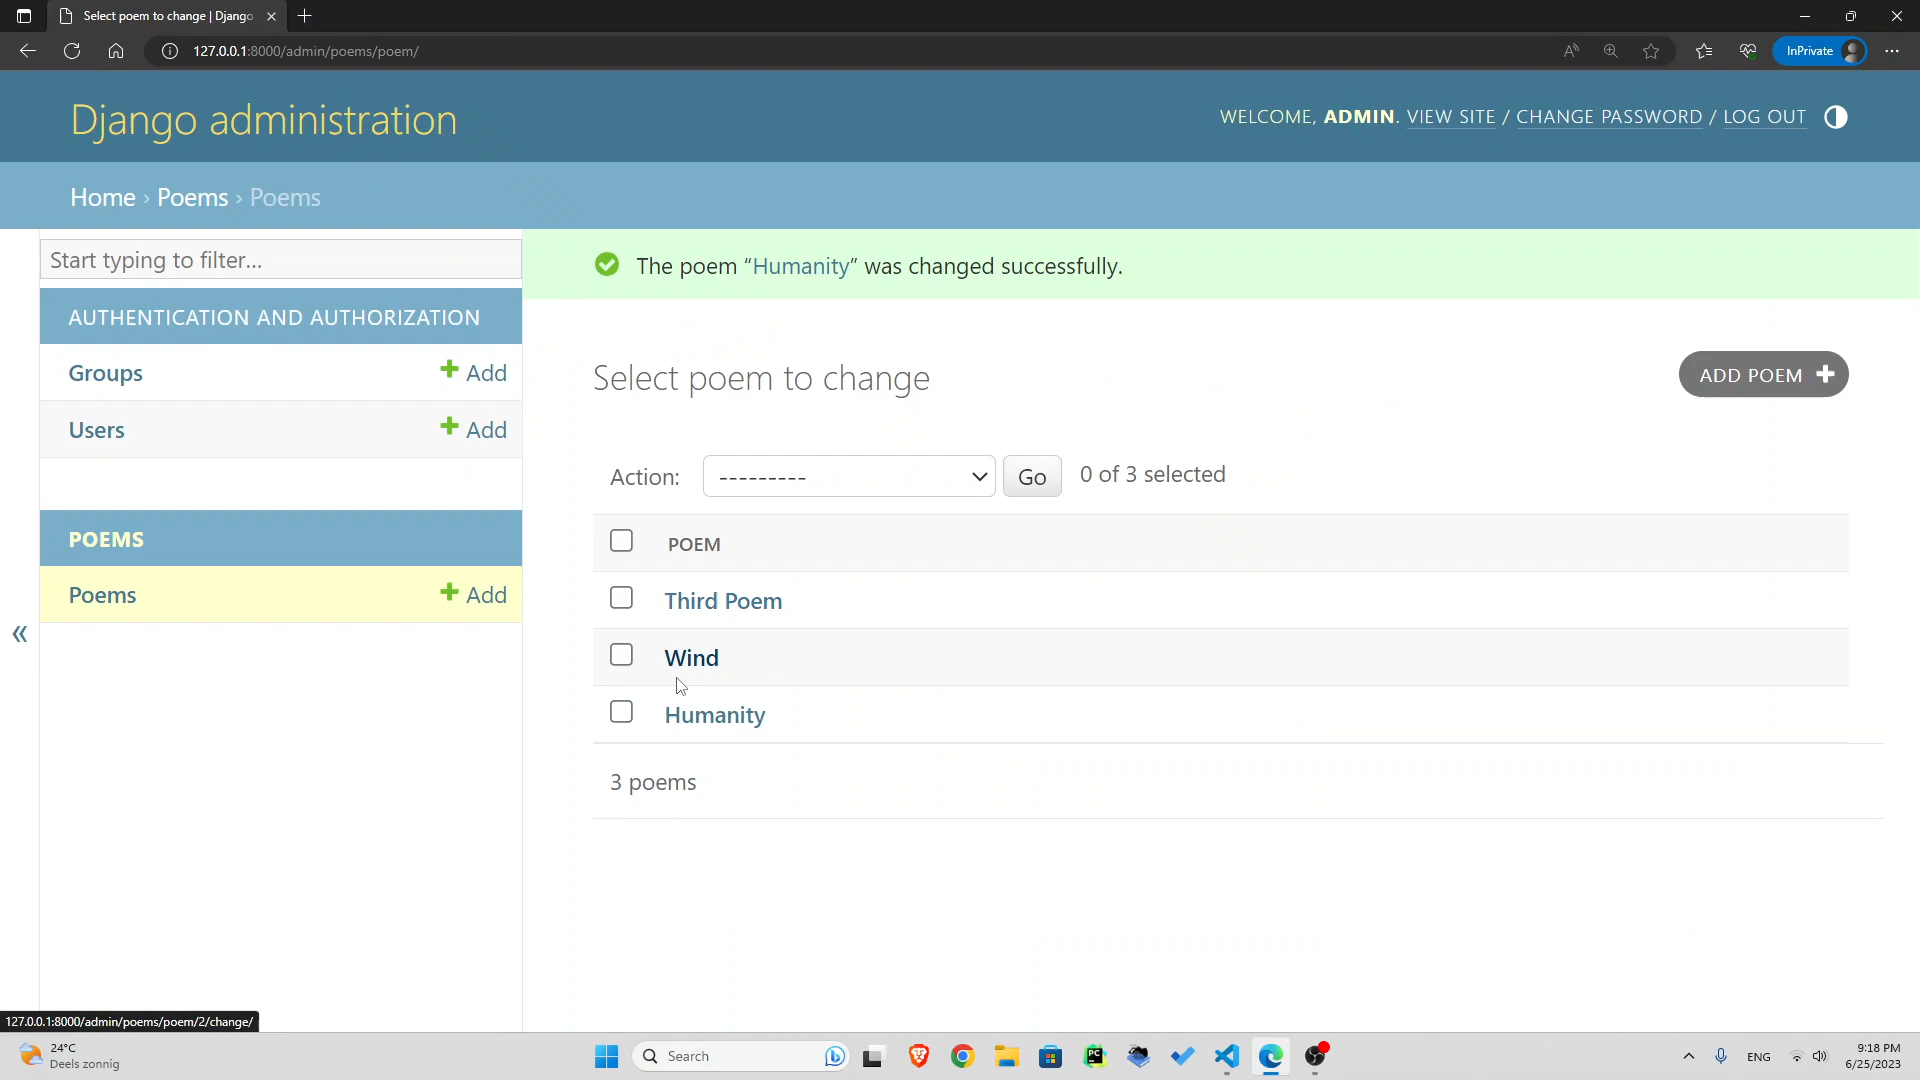 Select poem to change | Django
127.0.0.1:8000/admin/poems/poem/
InPrivate
Django administration
WELCOME, ADMIN. VIEW SITE / CHANGE PASSWORD / LOG OUT
Home › Poems › Poems
Start typing to filter...
The poem “Humanity” was changed successfully.
AUTHENTICATION AND AUTHORIZATION
Groups
Add
Users
Add
POEMS
Poems
Add
«
Select poem to change
ADD POEM
Action:
---------
Go
0 of 3 selected
POEM
Third Poem
Wind
Humanity
3 poems
127.0.0.1:8000/admin/poems/poem/2/change/
24°C
Deels zonnig
Search
PC
ENG
9:18 PM
6/25/2023